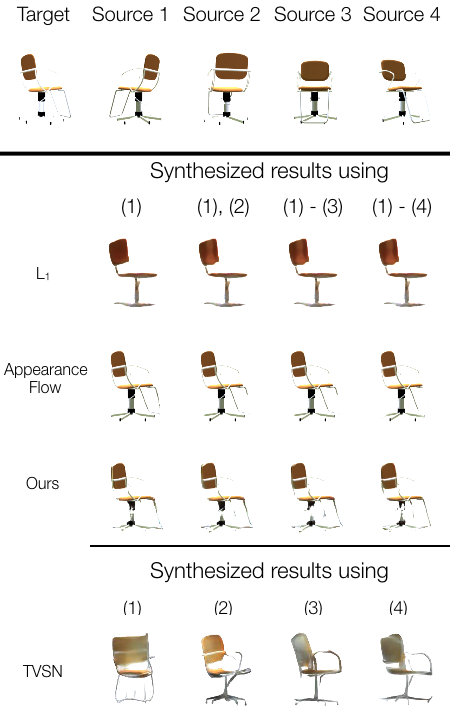 Target Source 1 Source 2 Source 3 Source 4
Synthesized results using
(1) (1), (2) (1) - (3) (1) - (4)
L₁
Appearance
Flow
Ours
Synthesized results using
(1) (2) (3) (4)
TVSN